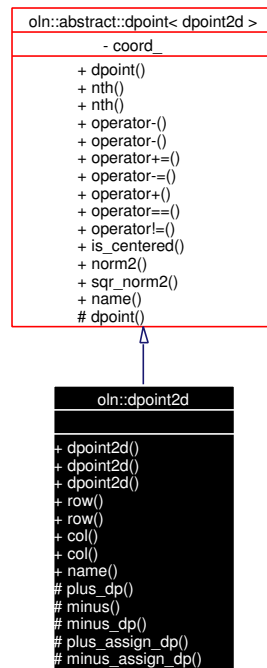 oln::abstract::dpoint< dpoint2d >
- coord_
+ dpoint()
+ nth()
+ nth()
+ operator-()
+ operator-()
+ operator+=()
+ operator-=()
+ operator+()
+ operator==()
+ operator!=()
+ is_centered()
+ norm2()
+ sqr_norm2()
+ name()
# dpoint()
oln::dpoint2d
+ dpoint2d()
+ dpoint2d()
+ dpoint2d()
+ row()
+ row()
+ col()
+ col()
+ name()
# plus_dp()
# minus()
# minus_dp()
# plus_assign_dp()
# minus_assign_dp()